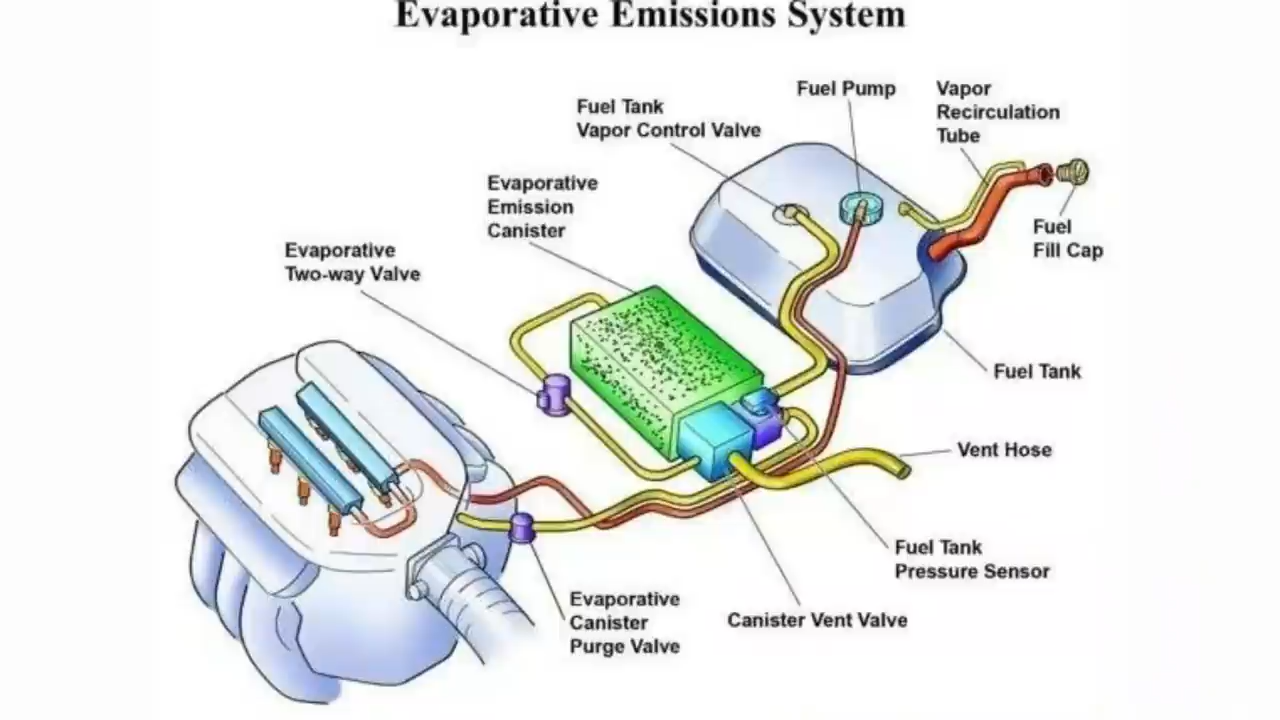 Evaporative Emissions System
Fuel Pump
Vapor
Recirculation
Tube
Fuel Tank
Vapor Control Valve
Evaporative
Emission
Canister
Fuel
Fill Cap
Evaporative
Two-way Valve
Fuel Tank
Vent Hose
Fuel Tank
Pressure Sensor
Evaporative
Canister
Purge Valve
Canister Vent Valve